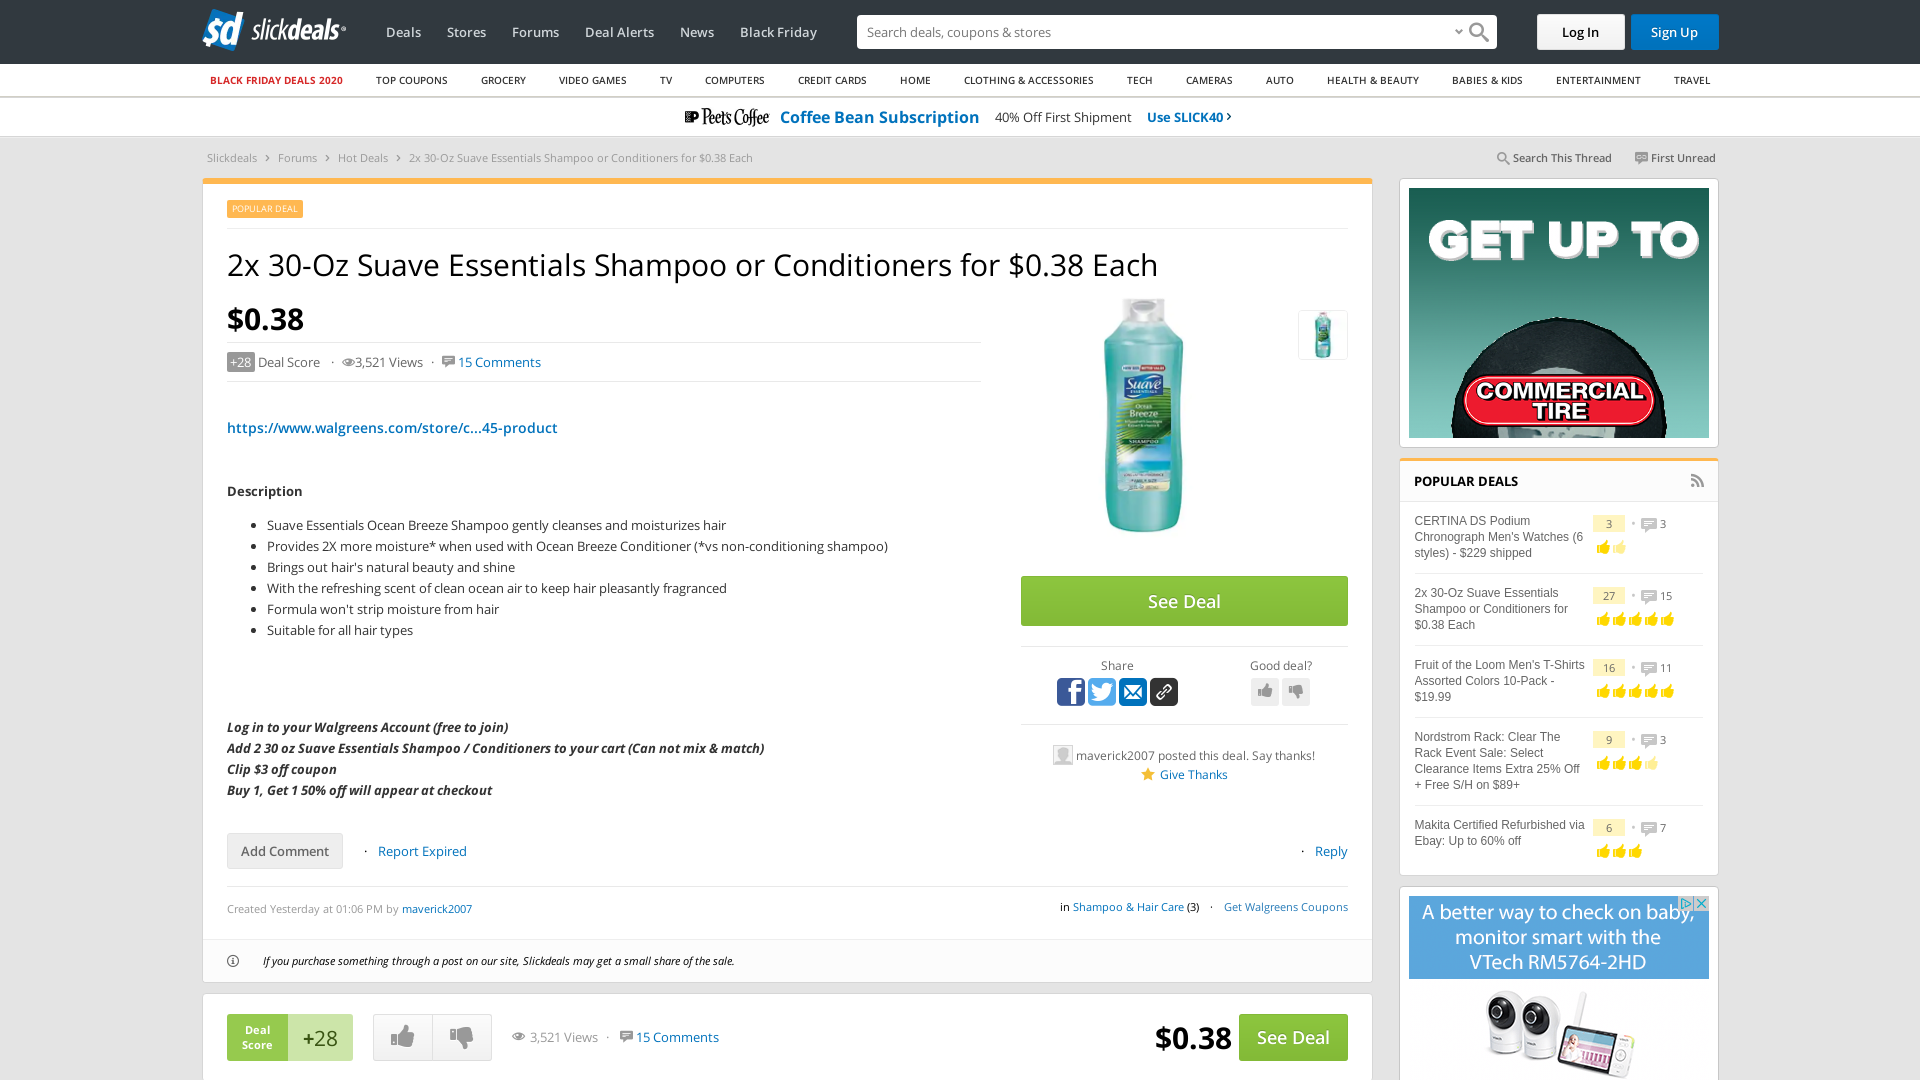 slickdeals
Deals
Stores
Forums
Deal Alerts
News
Black Friday
Search deals, coupons & stores
Log In
Sign Up
BLACK FRIDAY DEALS 2020
TOP COUPONS
GROCERY
VIDEO GAMES
TV
COMPUTERS
CREDIT CARDS
HOME
CLOTHING & ACCESSORIES
TECH
CAMERAS
AUTO
HEALTH & BEAUTY
BABIES & KIDS
ENTERTAINMENT
TRAVEL
Peet's Coffee Coffee Bean Subscription 40% Off First Shipment Use SLICK40
Slickdeals › Forums › Hot Deals › 2x 30-Oz Suave Essentials Shampoo or Conditioners for $0.38 Each
Search This Thread
First Unread
POPULAR DEAL
2x 30-Oz Suave Essentials Shampoo or Conditioners for $0.38 Each
$0.38
+28 Deal Score · 3,521 Views · 15 Comments
https://www.walgreens.com/store/c...45-product
Description
Suave Essentials Ocean Breeze Shampoo gently cleanses and moisturizes hair
Provides 2X more moisture* when used with Ocean Breeze Conditioner (*vs non-conditioning shampoo)
Brings out hair's natural beauty and shine
With the refreshing scent of clean ocean air to keep hair pleasantly fragranced
Formula won't strip moisture from hair
Suitable for all hair types
Log in to your Walgreens Account (free to join)
Add 2 30 oz Suave Essentials Shampoo / Conditioners to your cart (Can not mix & match)
Clip $3 off coupon
Buy 1, Get 1 50% off will appear at checkout
Add Comment
· Report Expired
· Reply
Created Yesterday at 01:06 PM by maverick2007
in Shampoo & Hair Care (3) · Get Walgreens Coupons
If you purchase something through a post on our site, Slickdeals may get a small share of the sale.
Suave
ESSENTIALS
Ocean
Breeze
SHAMPOO
See Deal
Share
Good deal?
maverick2007 posted this deal. Say thanks!
Give Thanks
Deal
Score
+28
3,521 Views · 15 Comments
$0.38
See Deal
GET UP TO
COMMERCIAL
TIRE
POPULAR DEALS
CERTINA DS Podium
Chronograph Men's Watches (6
styles) - $229 shipped
3 • 3
2x 30-Oz Suave Essentials
Shampoo or Conditioners for
$0.38 Each
27 • 15
Fruit of the Loom Men's T-Shirts
Assorted Colors 10-Pack -
$19.99
16 • 11
Nordstrom Rack: Clear The
Rack Event Sale: Select
Clearance Items Extra 25% Off
+ Free S/H on $89+
9 • 3
Makita Certified Refurbished via
Ebay: Up to 60% off
6 • 7
A better way to check on baby,
monitor smart with the
VTech RM5764-2HD